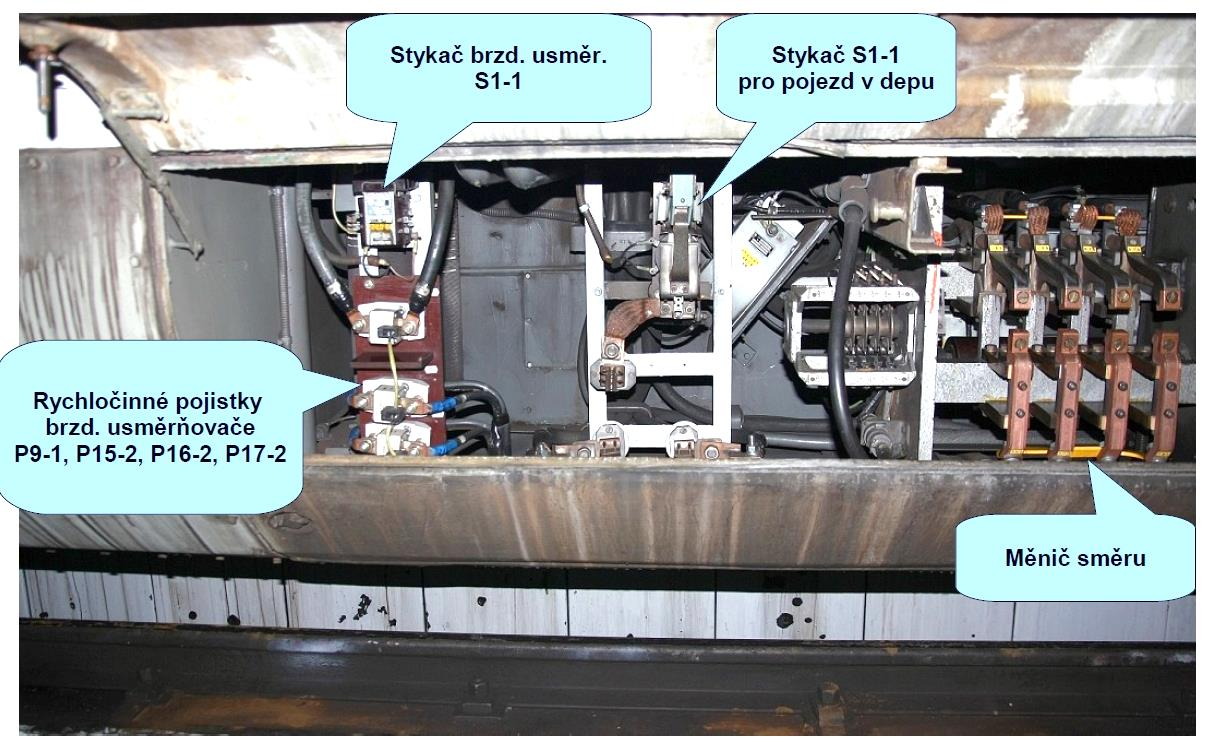 Stykač brzd. usměr.
S1-1
Stykač S1-1
pro pojezd v depu
Rychločinné pojistky
brzd. usměrňovače
P9-1, P15-2, P16-2, P17-2
Měnič směru